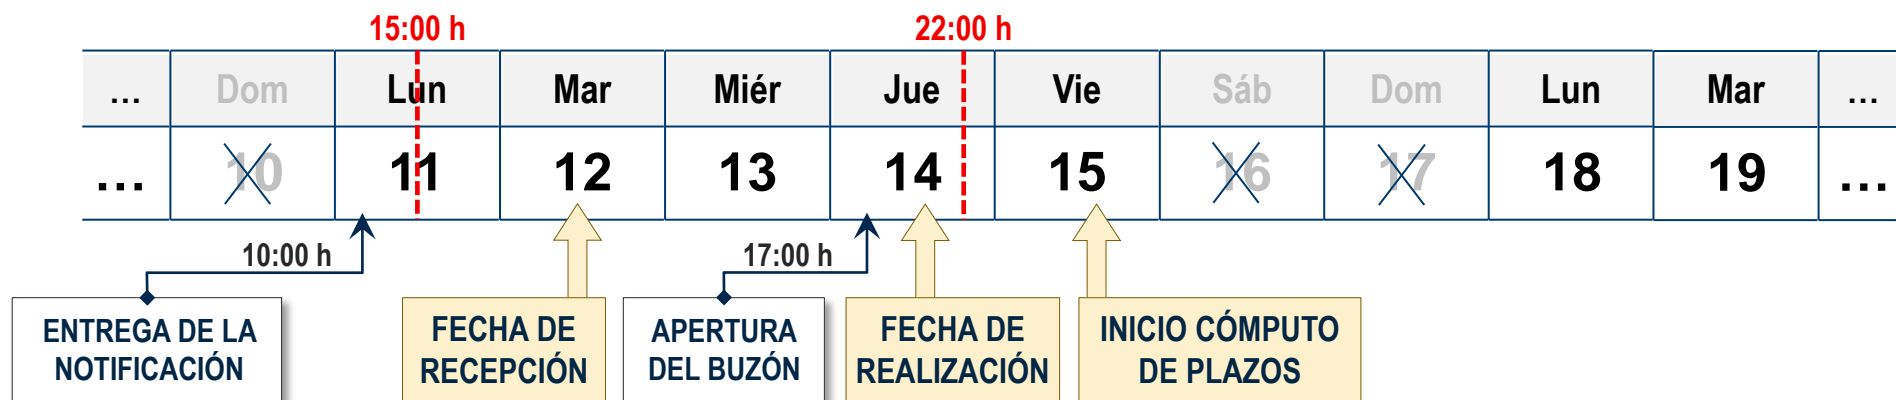 15:00 h 22:00 h
... Dom Lun Mar Miér Jue Vie Sáb Dom Lun Mar ...
... 10 11 12 13 14 15 16 17 18 19 ...
10:00 h 17:00 h
ENTREGA DE LA
NOTIFICACIÓN
FECHA DE
RECEPCIÓN
APERTURA
DEL BUZÓN
FECHA DE
REALIZACIÓN
INICIO CÓMPUTO
DE PLAZOS